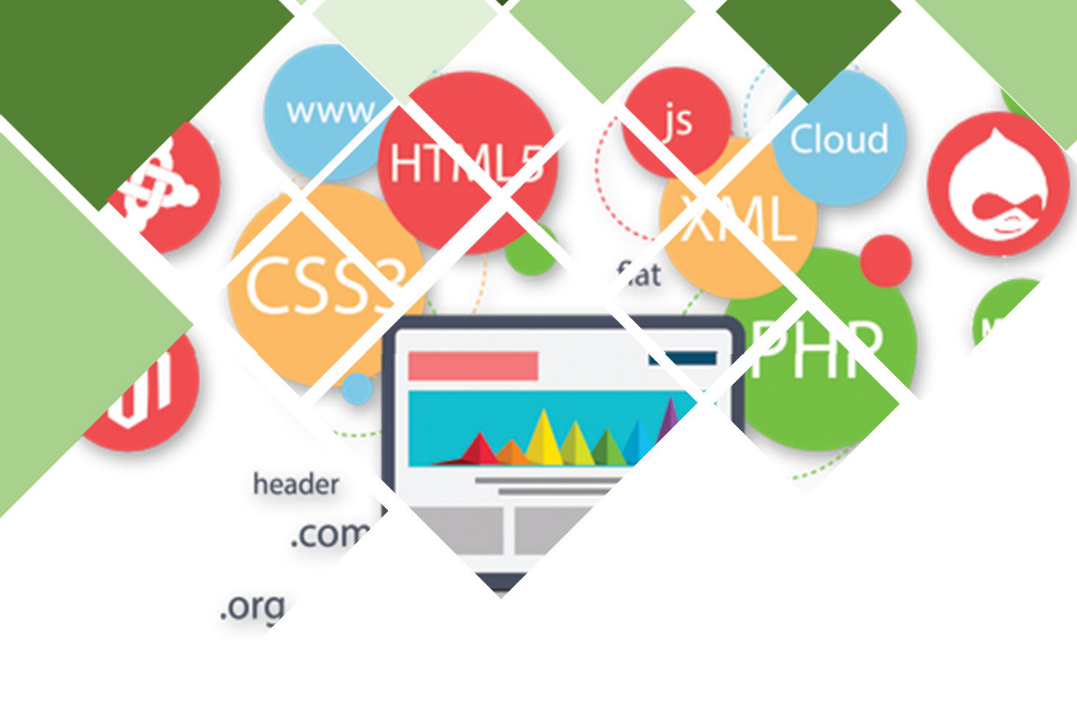 www
HTML5
js
Cloud
XML
CSS3
flat
PHP
header
.com
.org